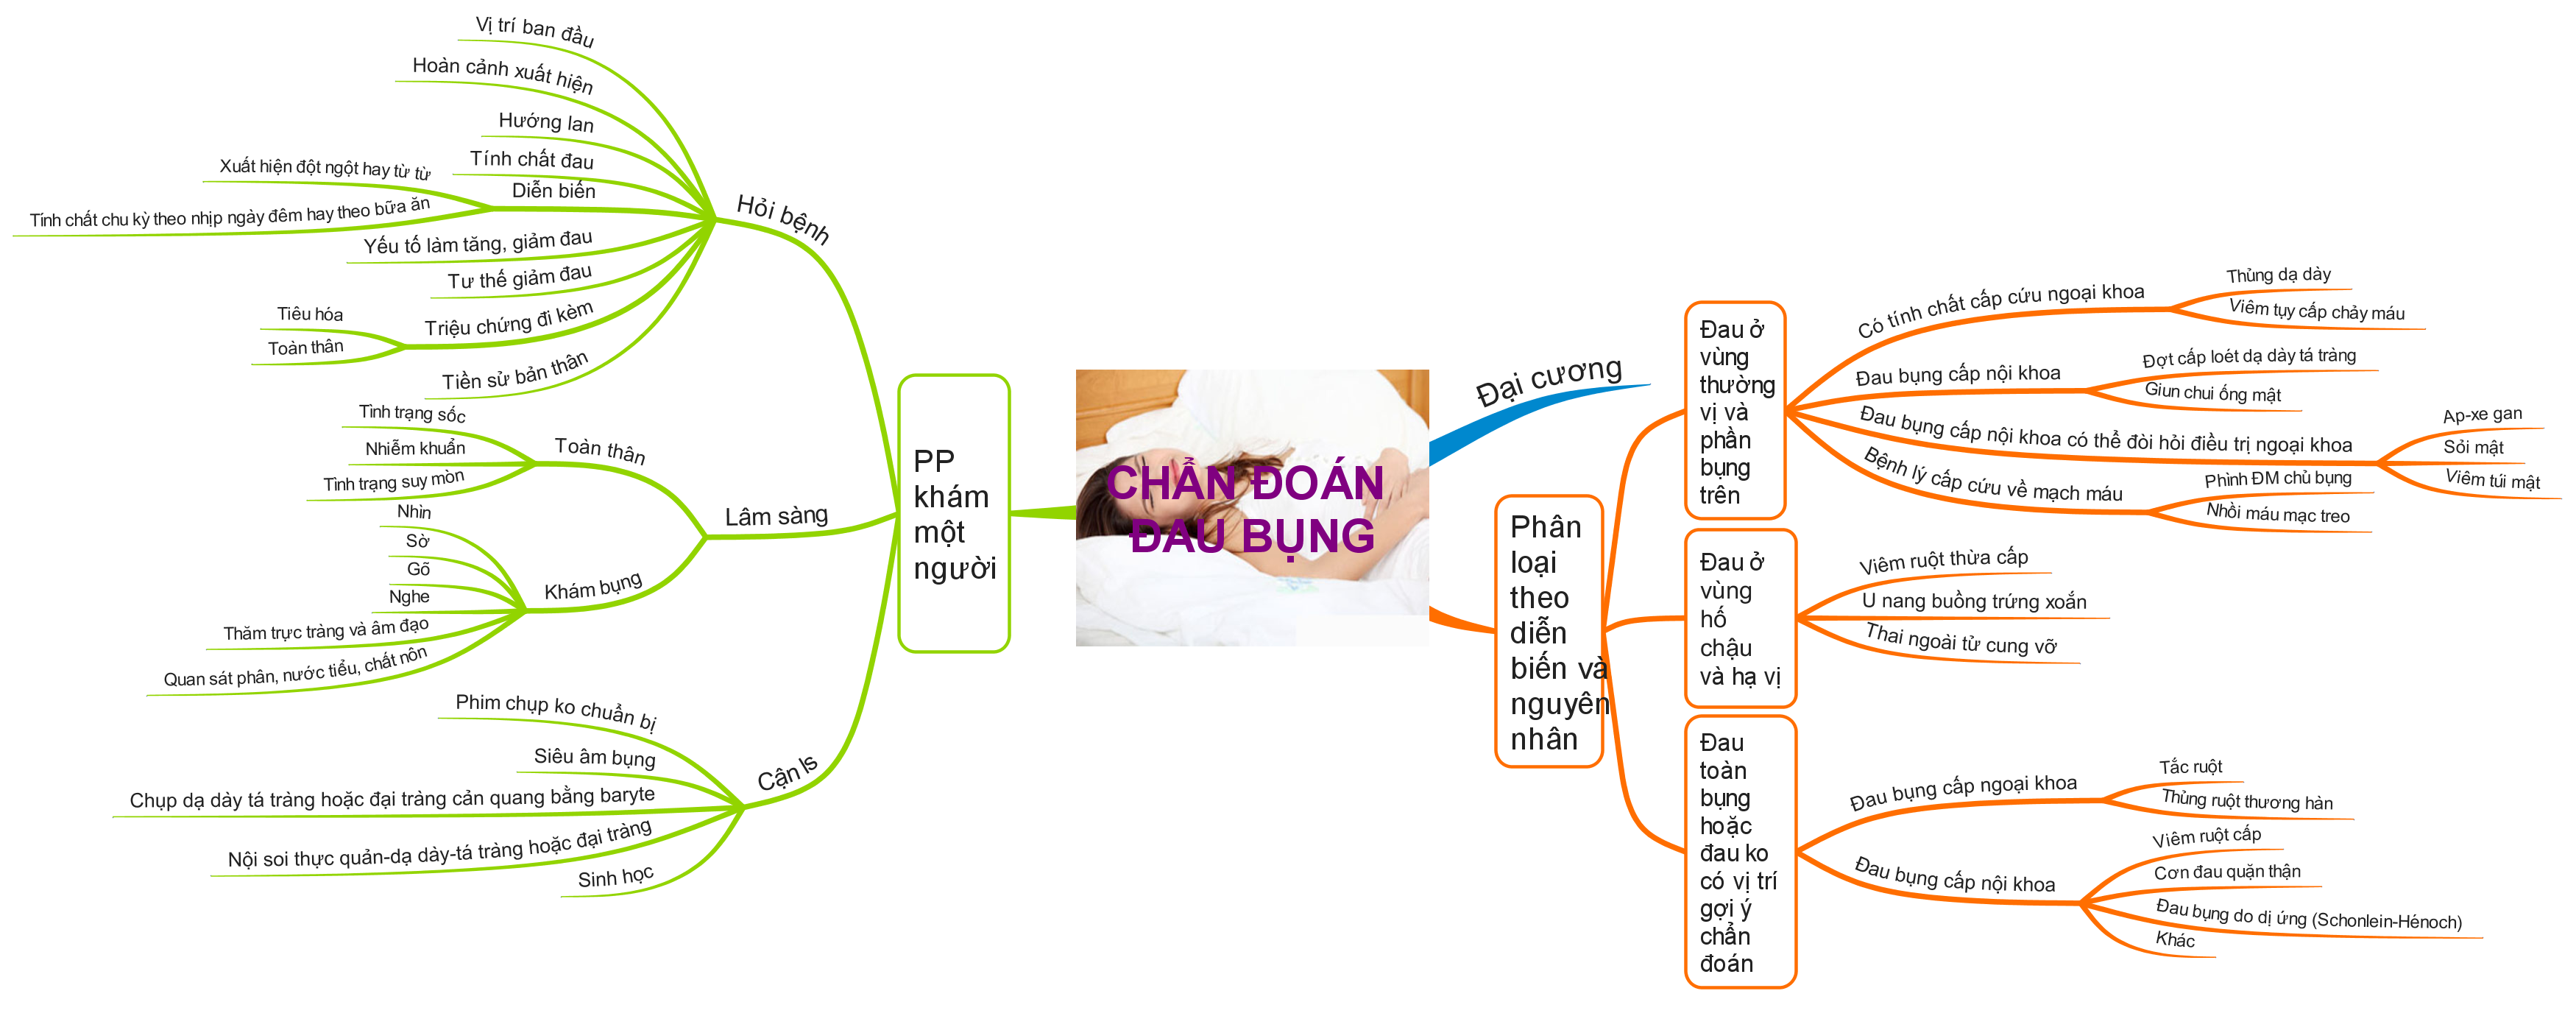 CHẨN ĐOÁN
ĐAU BỤNG
Đại cương
Phân
loại
theo
diễn
biến và
nguyên
nhân
Đau ở
vùng
thường
vị và
phần
bụng
trên
Có tính chất cấp cứu ngoại khoa
Thủng dạ dày
Viêm tụy cấp chảy máu
Đau bụng cấp nội khoa
Đợt cấp loét dạ dày tá tràng
Giun chui ống mật
Đau bụng cấp nội khoa có thể đòi hỏi điều trị ngoại khoa
Ap-xe gan
Sỏi mật
Viêm túi mật
Bệnh lý cấp cứu về mạch máu
Phình ĐM chủ bụng
Nhồi máu mạc treo
Đau ở
vùng
hố
chậu
và hạ vị
Viêm ruột thừa cấp
U nang buồng trứng xoắn
Thai ngoài tử cung vỡ
Đau
toàn
bụng
hoặc
đau ko
có vị trí
gợi ý
chẩn
đoán
Đau bụng cấp ngoại khoa
Tắc ruột
Thủng ruột thương hàn
Đau bụng cấp nội khoa
Viêm ruột cấp
Cơn đau quặn thận
Đau bụng do dị ứng (Schonlein-Hénoch)
Khác
PP
khám
một
người
Hỏi bệnh
Vị trí ban đầu
Hoàn cảnh xuất hiện
Hướng lan
Tính chất đau
Diễn biến
Xuất hiện đột ngột hay từ từ
Tính chất chu kỳ theo nhịp ngày đêm hay theo bữa ăn
Yếu tố làm tăng, giảm đau
Tư thế giảm đau
Triệu chứng đi kèm
Tiêu hóa
Toàn thân
Tiền sử bản thân
Lâm sàng
Toàn thân
Tình trạng sốc
Nhiễm khuẩn
Tình trạng suy mòn
Khám bụng
Nhìn
Sờ
Gõ
Nghe
Thăm trực tràng và âm đạo
Quan sát phân, nước tiểu, chất nôn
Cận ls
Phim chụp ko chuẩn bị
Siêu âm bụng
Chụp dạ dày tá tràng hoặc đại tràng cản quang bằng baryte
Nội soi thực quản-dạ dày-tá tràng hoặc đại tràng
Sinh học